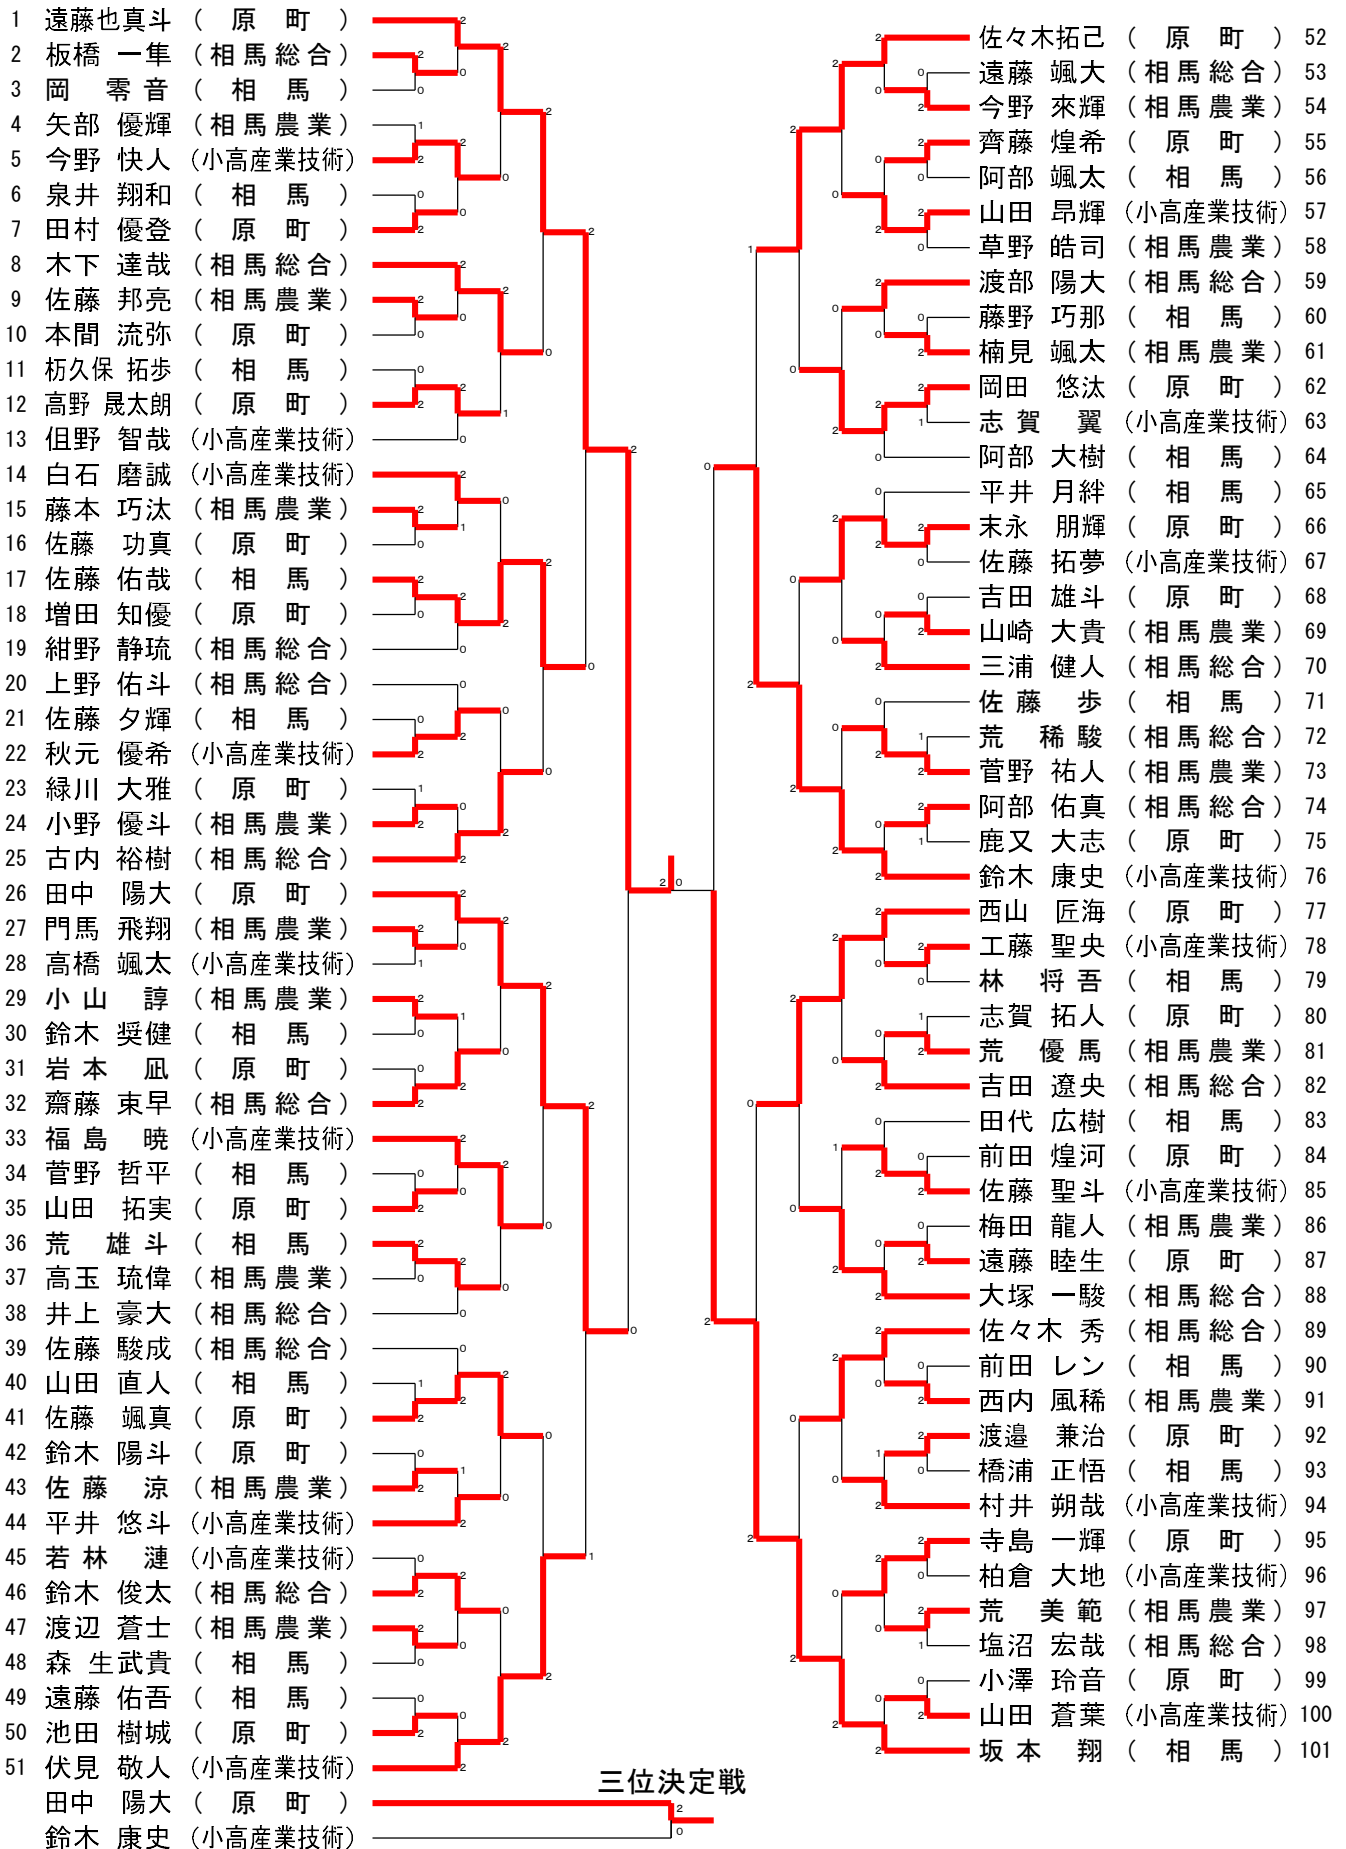 1 遠藤也真斗 ( 原 町 )
2 板橋 一隼 (相馬総合)
3 岡 零音 ( 相 馬 )
4 矢部 優輝 (相馬農業)
5 今野 快人 (小高産業技術)
6 泉井 翔和 ( 相 馬 )
7 田村 優登 ( 原 町 )
8 木下 達哉 (相馬総合)
9 佐藤 邦亮 (相馬農業)
10 本間 流弥 ( 原 町 )
11 栃久保 拓歩 ( 相 馬 )
12 高野 晟太朗 ( 原 町 )
13 伹野 智哉 (小高産業技術)
14 白石 磨誠 (小高産業技術)
15 藤本 巧汰 (相馬農業)
16 佐藤 功真 ( 原 町 )
17 佐藤 佑哉 ( 相 馬 )
18 増田 知優 ( 原 町 )
19 紺野 静琉 (相馬総合)
20 上野 佑斗 (相馬総合)
21 佐藤 夕輝 ( 相 馬 )
22 秋元 優希 (小高産業技術)
23 緑川 大雅 ( 原 町 )
24 小野 優斗 (相馬農業)
25 古内 裕樹 (相馬総合)
26 田中 陽大 ( 原 町 )
27 門馬 飛翔 (相馬農業)
28 高橋 颯太 (小高産業技術)
29 小山 諄 (相馬農業)
30 鈴木 奨健 ( 相 馬 )
31 岩本 凪 ( 原 町 )
32 齋藤 束早 (相馬総合)
33 福島 暁 (小高産業技術)
34 菅野 哲平 ( 相 馬 )
35 山田 拓実 ( 原 町 )
36 荒 雄斗 ( 相 馬 )
37 高玉 琉偉 (相馬農業)
38 井上 豪大 (相馬総合)
39 佐藤 駿成 (相馬総合)
40 山田 直人 ( 相 馬 )
41 佐藤 颯真 ( 原 町 )
42 鈴木 陽斗 ( 原 町 )
43 佐藤 涼 (相馬農業)
44 平井 悠斗 (小高産業技術)
45 若林 漣 (小高産業技術)
46 鈴木 俊太 (相馬総合)
47 渡辺 蒼士 (相馬農業)
48 森 生武貴 ( 相 馬 )
49 遠藤 佑吾 ( 相 馬 )
50 池田 樹城 ( 原 町 )
51 伏見 敬人 (小高産業技術)
佐々木拓己 ( 原 町 ) 52
遠藤 颯大 (相馬総合) 53
今野 來輝 (相馬農業) 54
齊藤 煌希 ( 原 町 ) 55
阿部 颯太 ( 相 馬 ) 56
山田 昂輝 (小高産業技術) 57
草野 皓司 (相馬農業) 58
渡部 陽大 (相馬総合) 59
藤野 巧那 ( 相 馬 ) 60
楠見 颯太 (相馬農業) 61
岡田 悠汰 ( 原 町 ) 62
志賀 翼 (小高産業技術) 63
阿部 大樹 ( 相 馬 ) 64
平井 月絆 ( 相 馬 ) 65
末永 朋輝 ( 原 町 ) 66
佐藤 拓夢 (小高産業技術) 67
吉田 雄斗 ( 原 町 ) 68
山崎 大貴 (相馬農業) 69
三浦 健人 (相馬総合) 70
佐藤 歩 ( 相 馬 ) 71
荒 稀駿 (相馬総合) 72
菅野 祐人 (相馬農業) 73
阿部 佑真 (相馬総合) 74
鹿又 大志 ( 原 町 ) 75
鈴木 康史 (小高産業技術) 76
西山 匠海 ( 原 町 ) 77
工藤 聖央 (小高産業技術) 78
林 将吾 ( 相 馬 ) 79
志賀 拓人 ( 原 町 ) 80
荒 優馬 (相馬農業) 81
吉田 遼央 (相馬総合) 82
田代 広樹 ( 相 馬 ) 83
前田 煌河 ( 原 町 ) 84
佐藤 聖斗 (小高産業技術) 85
梅田 龍人 (相馬農業) 86
遠藤 睦生 ( 原 町 ) 87
大塚 一駿 (相馬総合) 88
佐々木 秀 (相馬総合) 89
前田 レン ( 相 馬 ) 90
西内 風稀 (相馬農業) 91
渡邉 兼治 ( 原 町 ) 92
橋浦 正悟 ( 相 馬 ) 93
村井 朔哉 (小高産業技術) 94
寺島 一輝 ( 原 町 ) 95
柏倉 大地 (小高産業技術) 96
荒 美範 (相馬農業) 97
塩沼 宏哉 (相馬総合) 98
小澤 玲音 ( 原 町 ) 99
山田 蒼葉 (小高産業技術) 100
坂本 翔 ( 相 馬 ) 101
2 0
三位決定戦
田中 陽大 ( 原 町 ) 2
鈴木 康史 (小高産業技術) 0